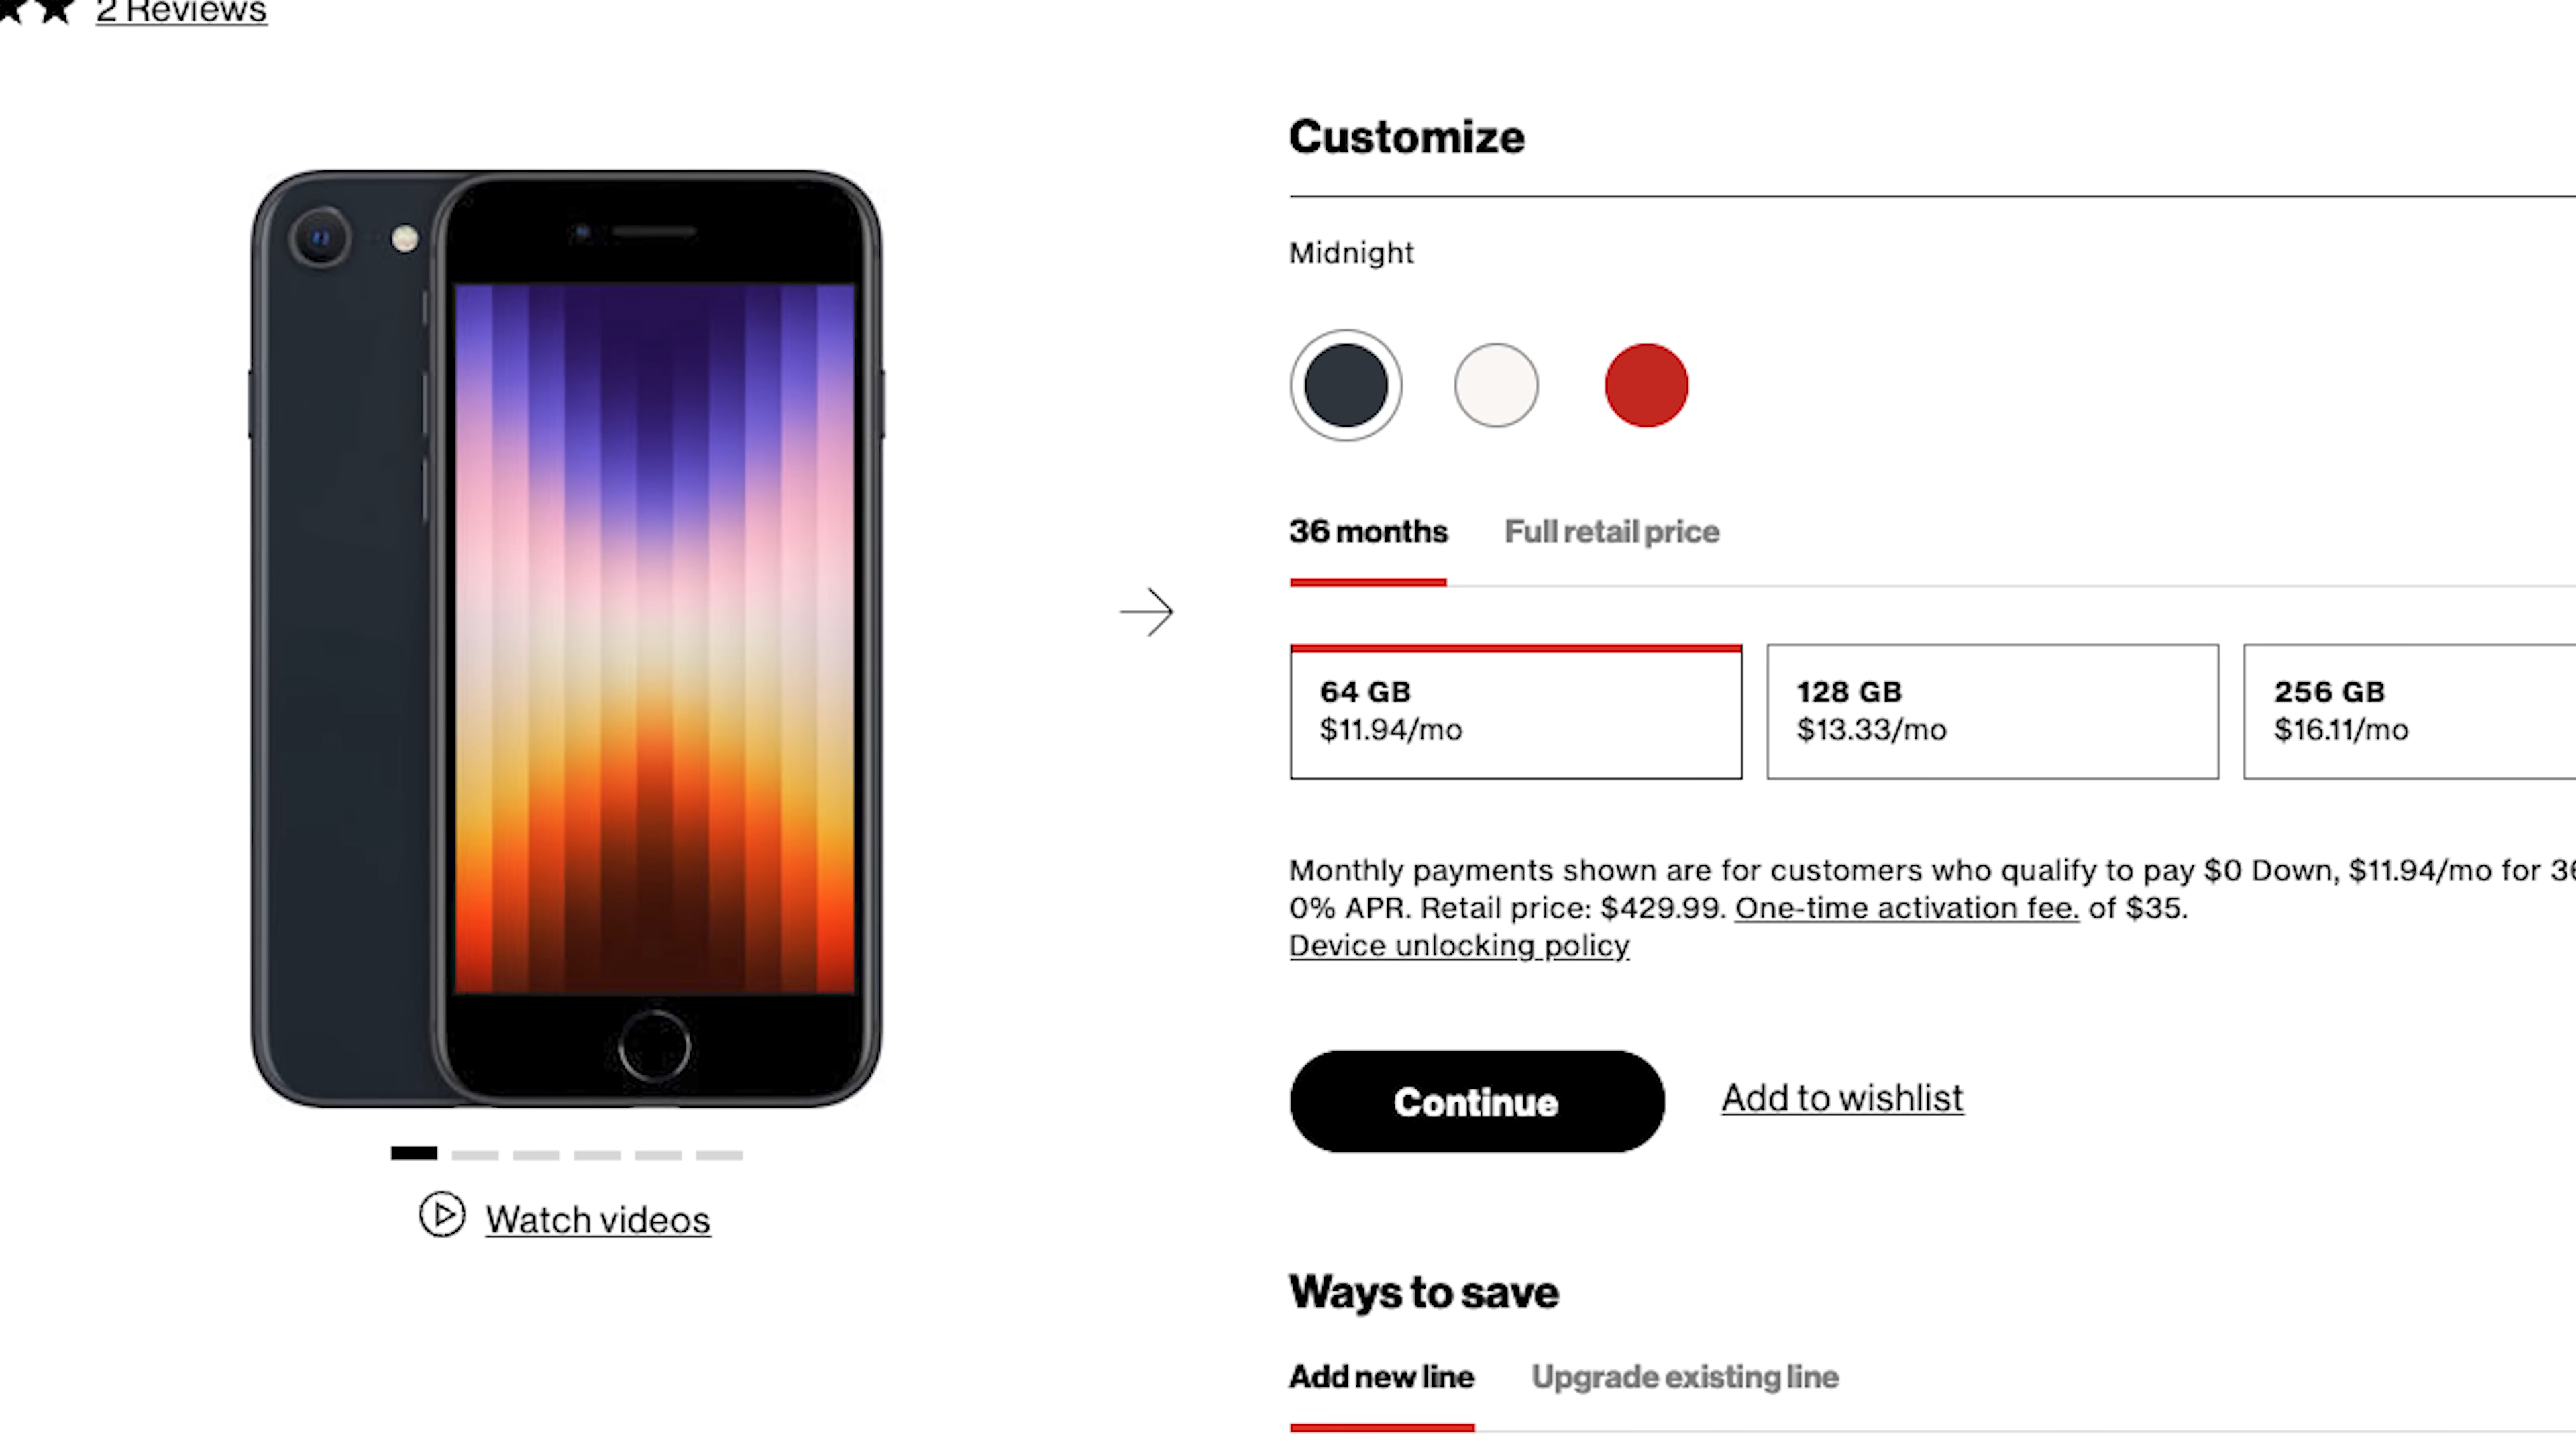 2 Reviews
Customize
Midnight
36 months Full retail price
64 GB 128 GB 256 GB
$11.94/mo $13.33/mo $16.11/mo
Monthly payments shown are for customers who qualify to pay $0 Down, $11.94/mo for 36
0% APR. Retail price: $429.99. One-time activation fee. of $35.
Device unlocking policy
Continue Add to wishlist
Watch videos
Ways to save
Add new line Upgrade existing line